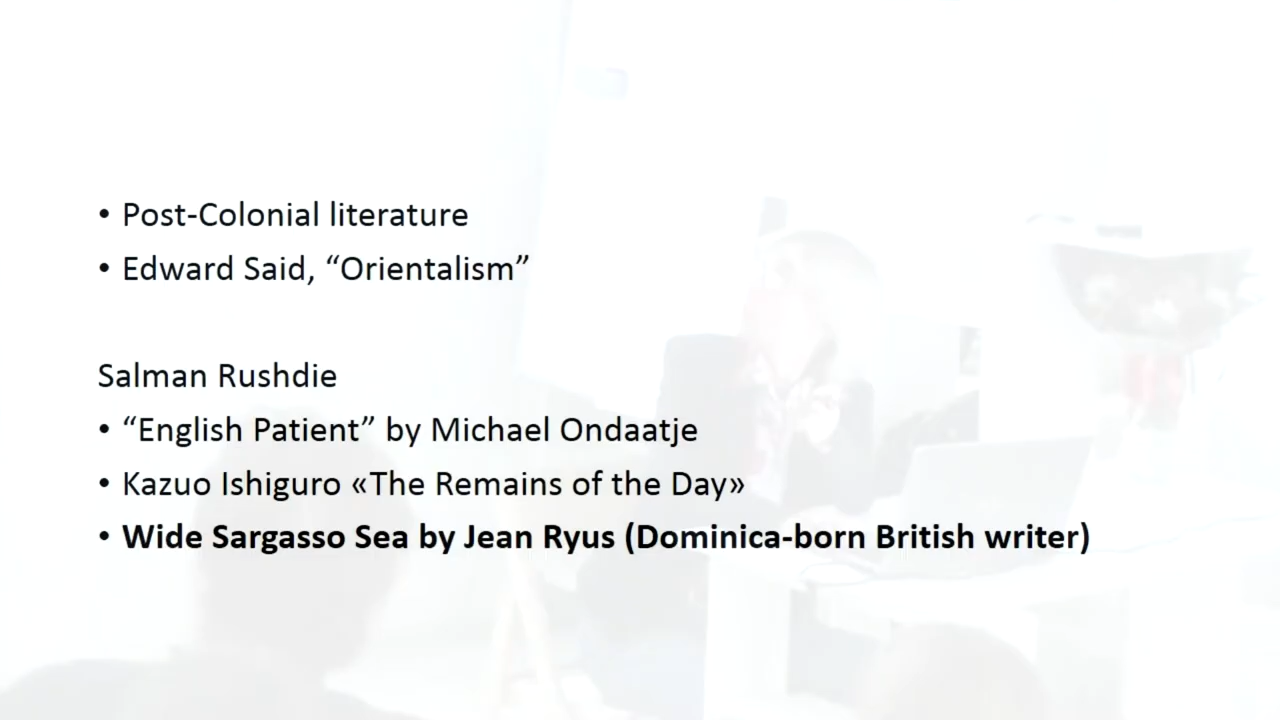 • Post-Colonial literature
• Edward Said, “Orientalism”
Salman Rushdie
• “English Patient” by Michael Ondaatje
• Kazuo Ishiguro «The Remains of the Day»
• Wide Sargasso Sea by Jean Ryus (Dominica-born British writer)